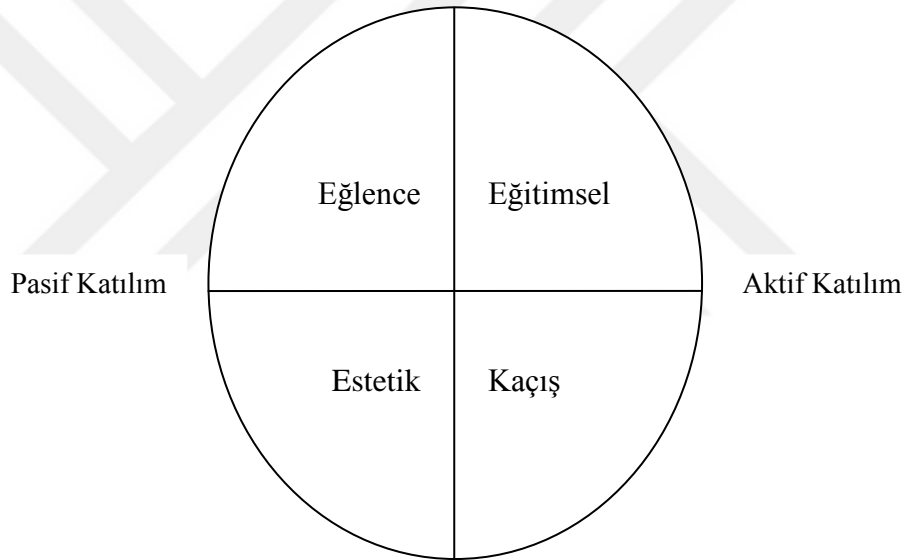 Eğlence Eğitimsel
Pasif Katılım Aktif Katılım
Estetik Kaçış